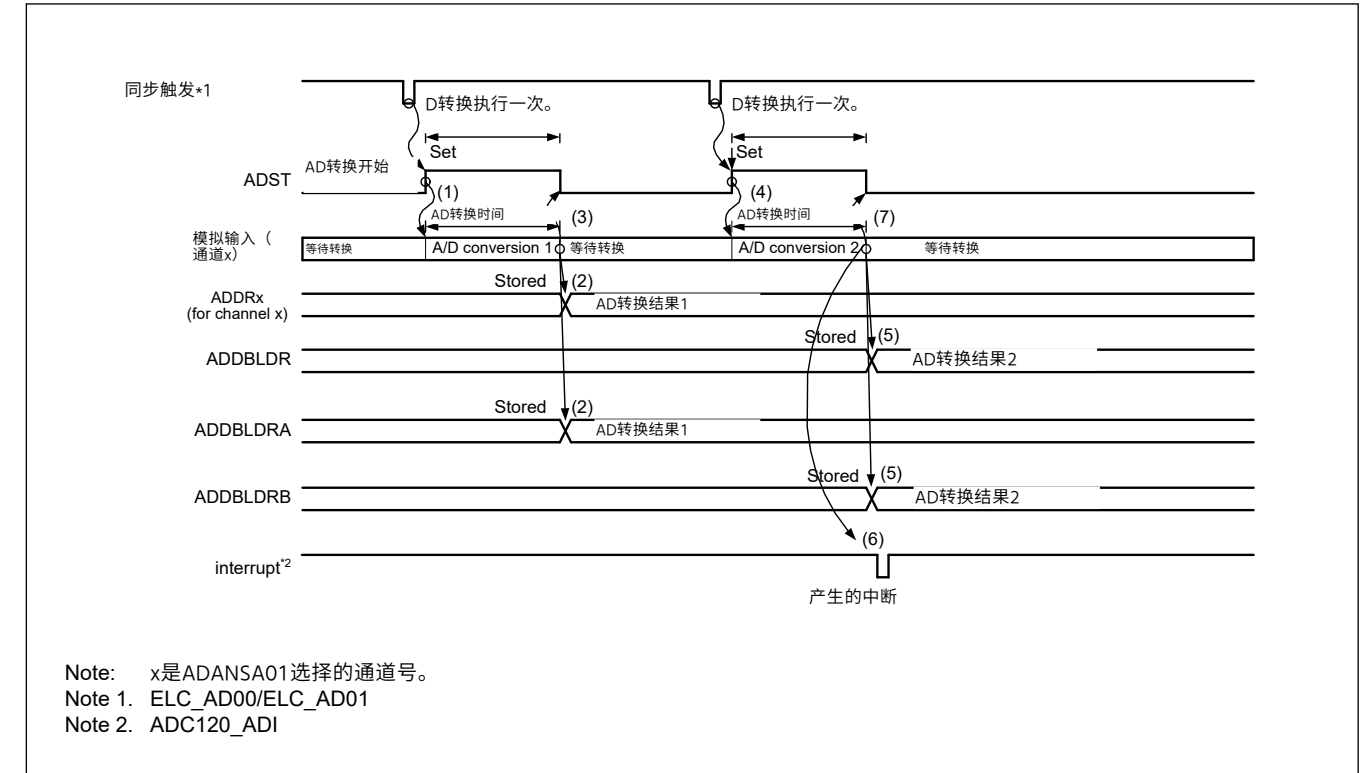 同步触发*1
D转换执行一次。
D转换执行一次。
Set
Set
AD转换开始
ADST
(1)
(4)
AD转换时间
(3)
AD转换时间
(7)
模拟输入（
通道x）
等待转换
A/D conversion 1
等待转换
A/D conversion 2
等待转换
Stored
(2)
ADDRx
(for channel x)
AD转换结果1
Stored
(5)
ADDBLDR
AD转换结果2
Stored
(2)
ADDBLDRA
AD转换结果1
Stored
(5)
ADDBLDRB
AD转换结果2
(6)
interrupt*2
产生的中断
Note: x是ADANSA01选择的通道号。
Note 1. ELC_AD00/ELC_AD01
Note 2. ADC120_ADI